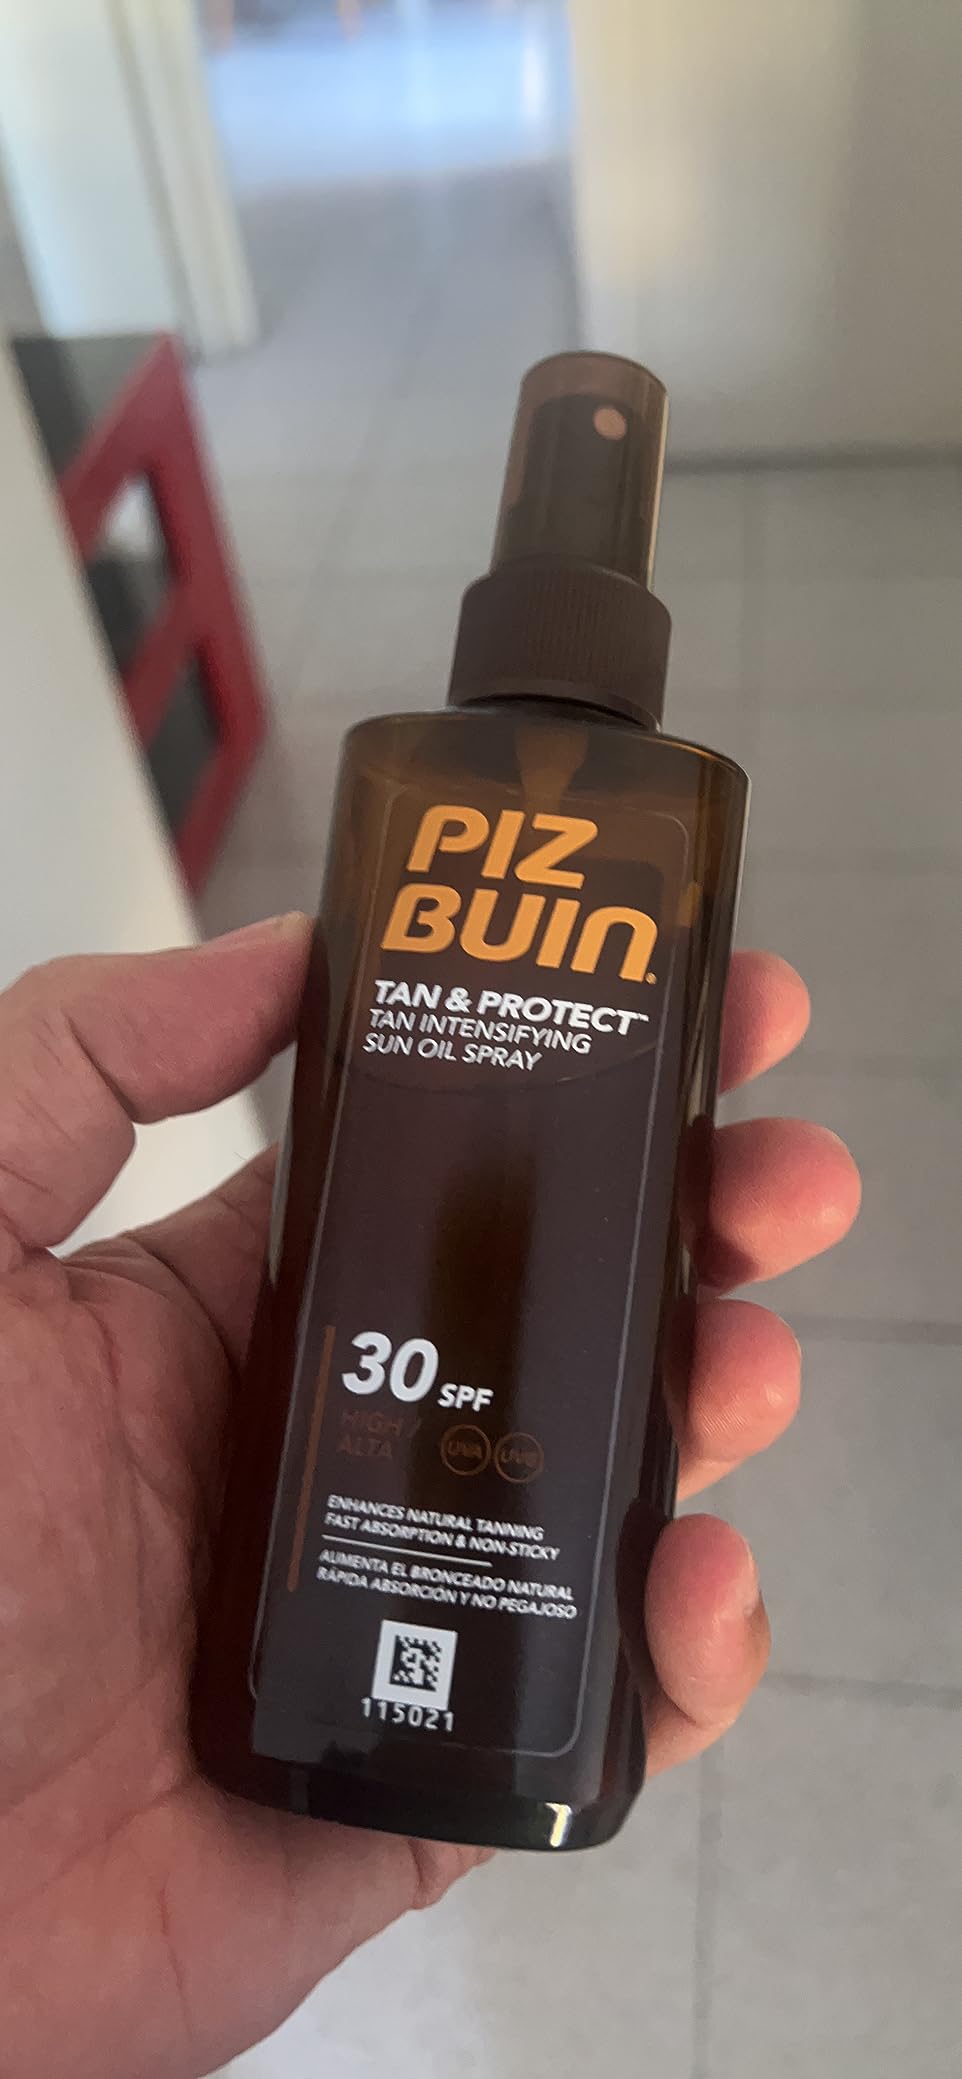 PIZ
BUIN.
TAN & PROTECT™
TAN INTENSIFYING
SUN OIL SPRAY
30 SPF
HIGH /
ALTA
UVA UVB
ENHANCES NATURAL TANNING
FAST ABSORPTION & NON-STICKY
AUMENTA EL BRONCEADO NATURAL
RÁPIDA ABSORCIÓN Y NO PEGAJOSO
115021